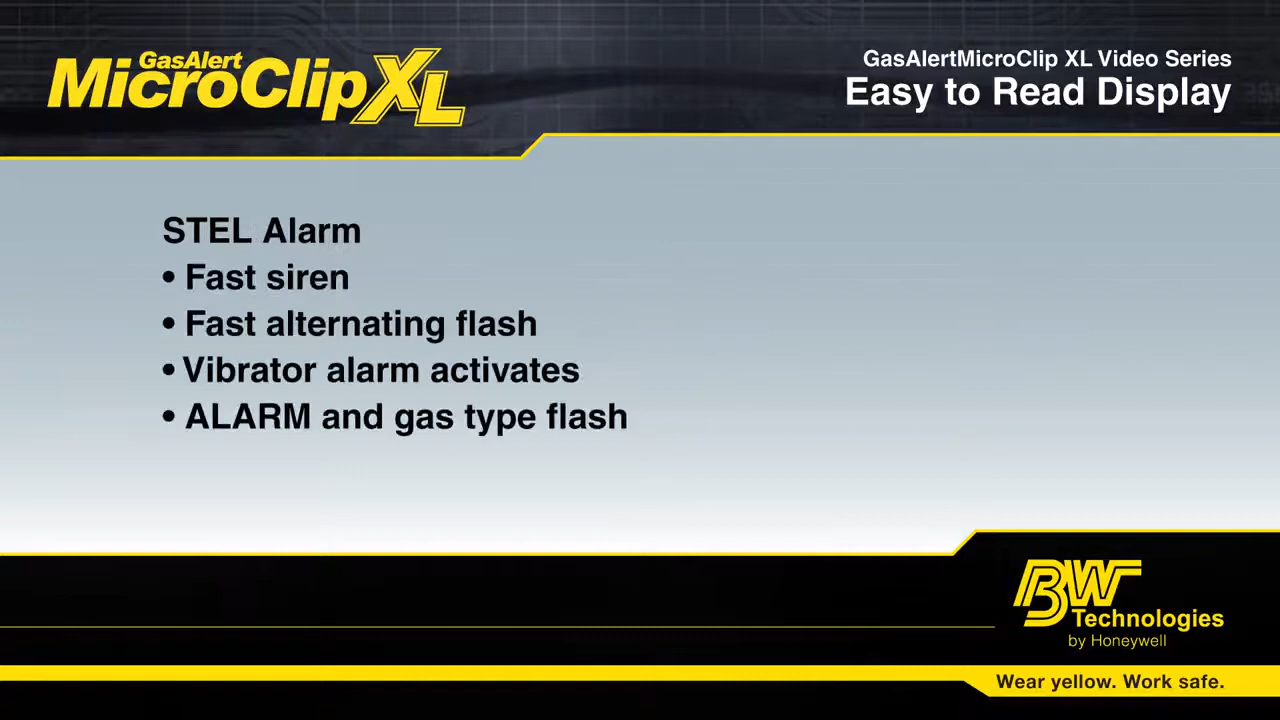 GasAlert
MicroClip XL
GasAlertMicroClip XL Video Series
Easy to Read Display
STEL Alarm
• Fast siren
• Fast alternating flash
• Vibrator alarm activates
• ALARM and gas type flash
BW
Technologies
by Honeywell
Wear yellow. Work safe.